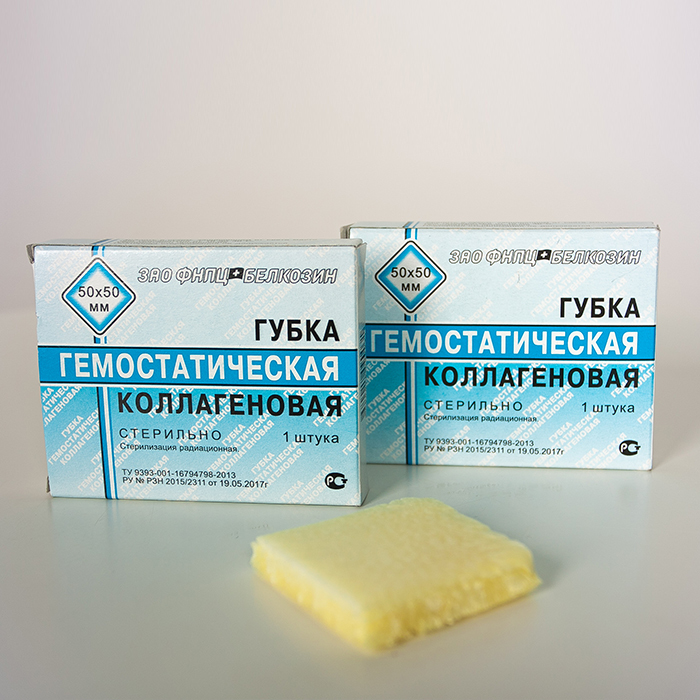 ЗАО ФНПЦ БЕЛКОЗИН
50х50
мм
ГУБКА
ГЕМОСТАТИЧЕСКАЯ
КОЛЛАГЕНОВАЯ
СТЕРИЛЬНО
Стерилизация радиационная.
1 штука
ТУ 9393-001-16794798-2013
РУ № РЗН 2015/2311 от 19.05.2017г
ЗАО ФНПЦ БЕЛКОЗИН
50х50
мм
ГУБКА
ГЕМОСТАТИЧЕСКАЯ
КОЛЛАГЕНОВАЯ
СТЕРИЛЬНО
Стерилизация радиационная.
1 штука
ТУ 9393-001-16794798-2013
РУ № РЗН 2015/2311 от 19.05.2017г